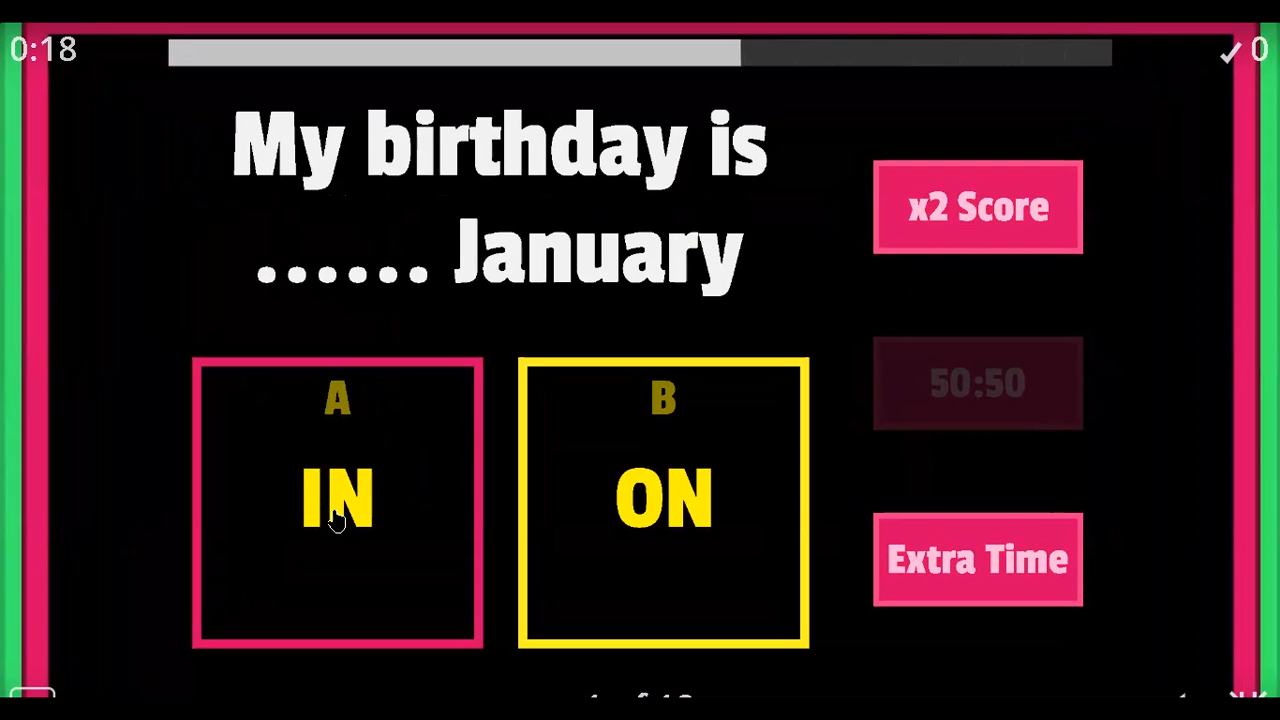 0:18
✓ 0
My birthday is
...... January
x2 Score
A
B
50:50
IN
ON
Extra Time